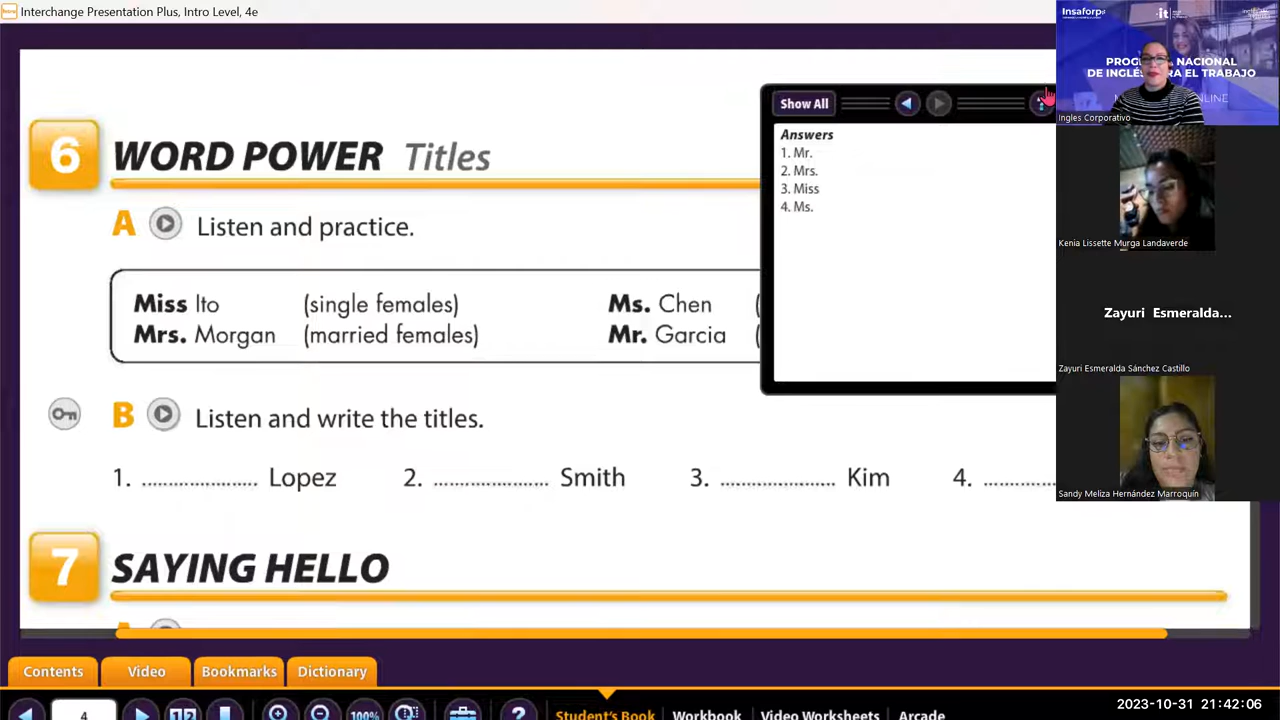 Interchange Presentation Plus, Intro Level, 4e
6 WORD POWER Titles
A Listen and practice.
Miss Ito (single females) Ms. Chen (
Mrs. Morgan (married females) Mr. Garcia (
B Listen and write the titles.
1. .................... Lopez 2. .................... Smith 3. .................... Kim 4. ............
7 SAYING HELLO
Show All
Answers
1. Mr.
2. Mrs.
3. Miss
4. Ms.
Insaforp
it
NACIONAL
DE INGLÉS PARA EL TRABAJO
Ingles Corporativo
Kenia Lissette Murga Landaverde
Zayuri Esmeralda...
Zayuri Esmeralda Sánchez Castillo
Sandy Meliza Hernández Marroquín
Contents Video Bookmarks Dictionary
4 1 2 100% ? Student's Book Workbook Video Worksheets Arcade
2023-10-31 21:42:06